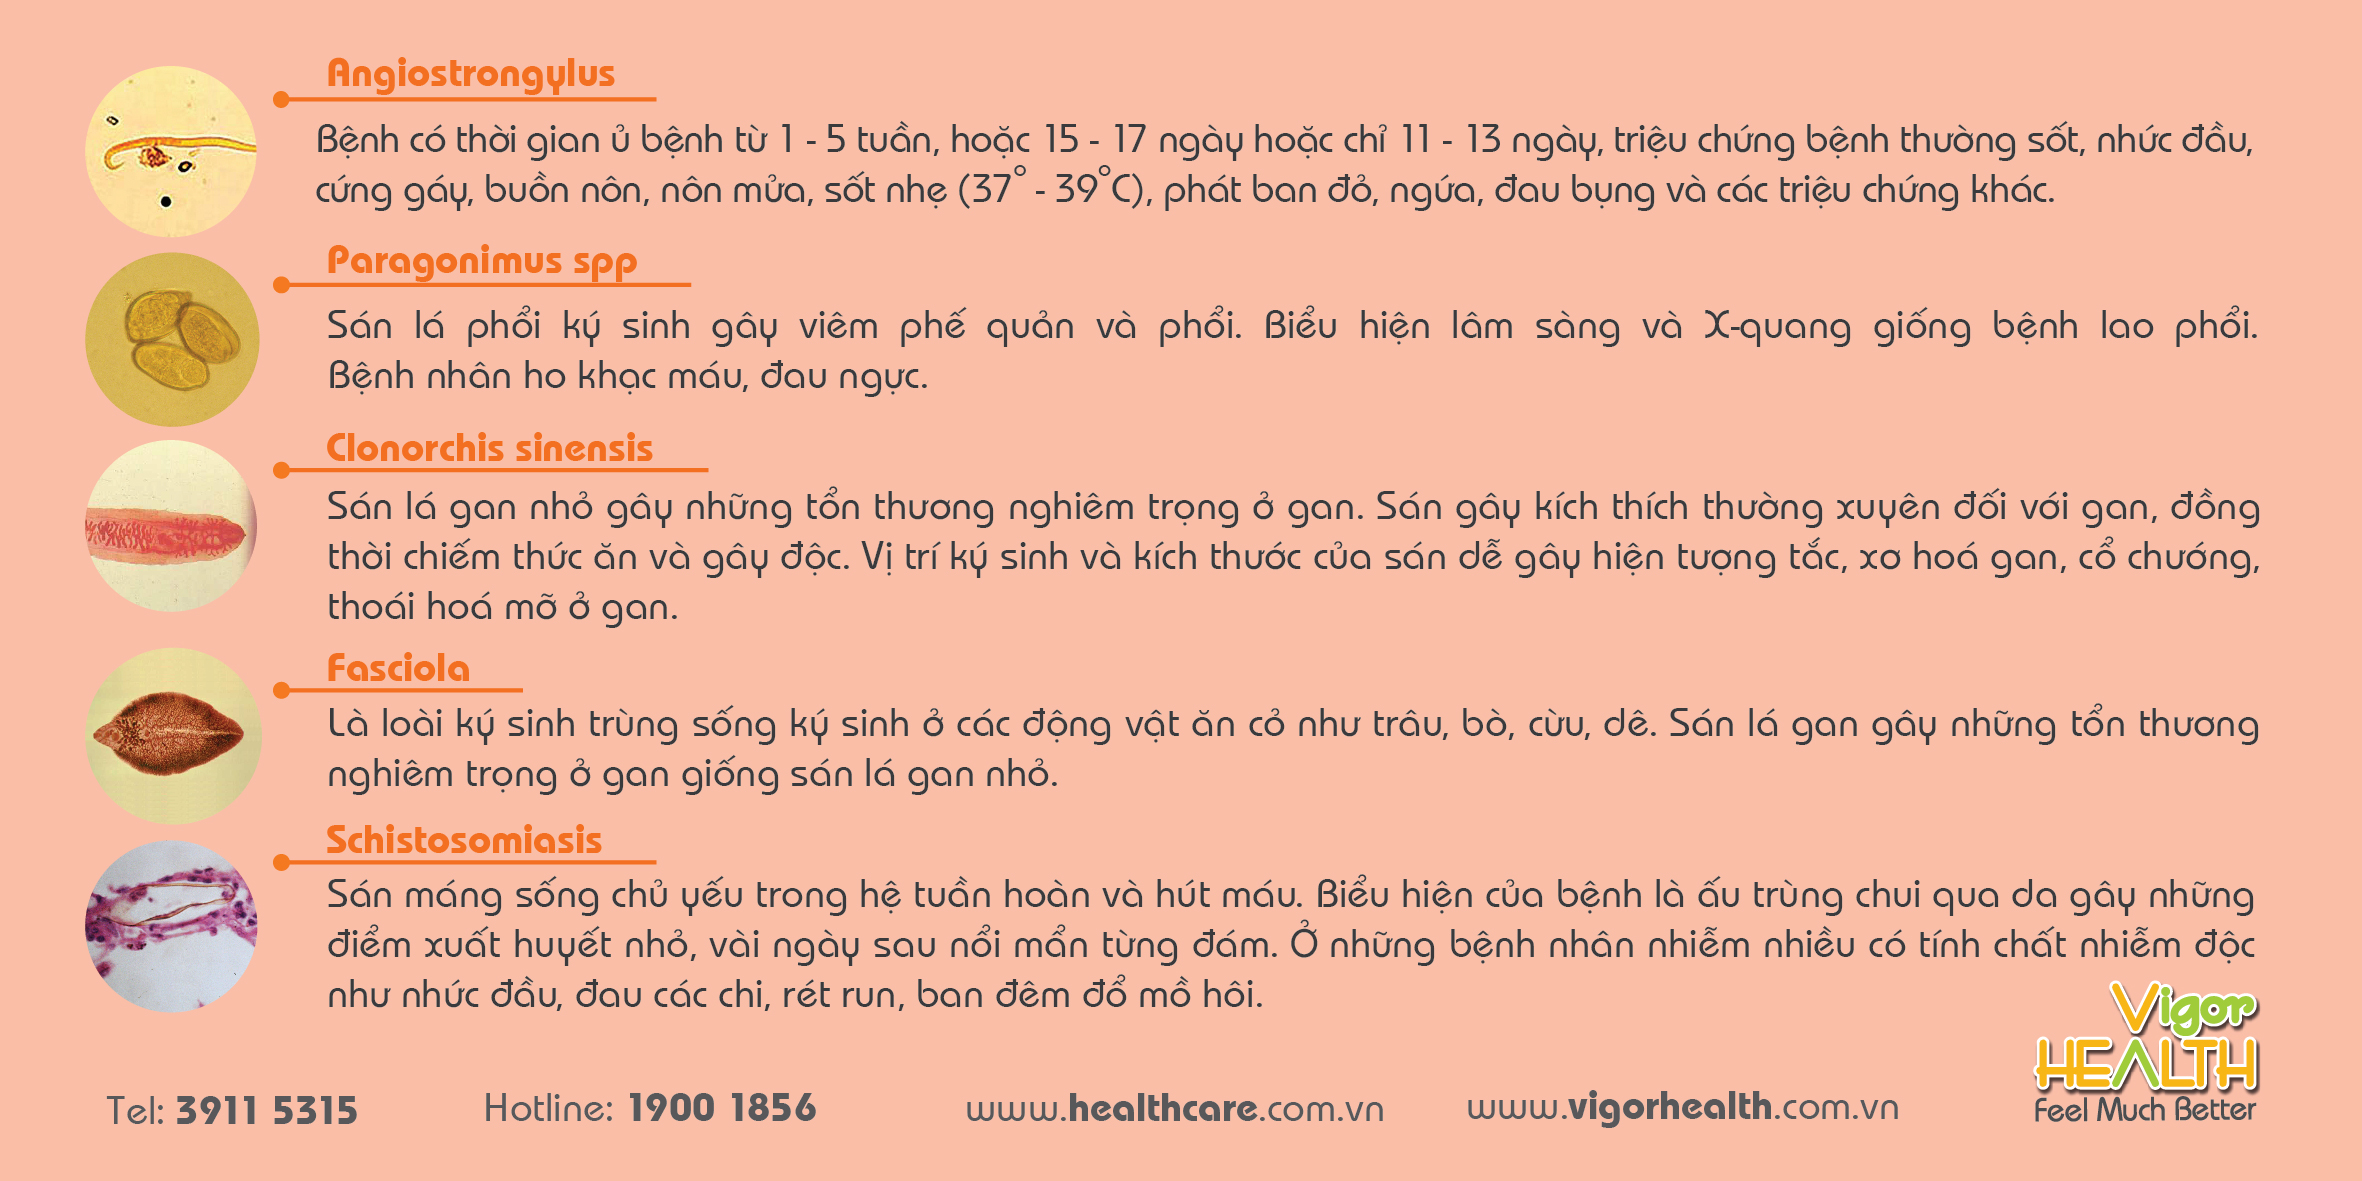 Angiostrongylus
Bệnh có thời gian ủ bệnh từ 1 - 5 tuần, hoặc 15 - 17 ngày hoặc chỉ 11 - 13 ngày, triệu chứng bệnh thường sốt, nhức đầu,
cứng gáy, buồn nôn, nôn mửa, sốt nhẹ (37° - 39°C), phát ban đỏ, ngứa, đau bụng và các triệu chứng khác.
Paragonimus spp
Sán lá phổi ký sinh gây viêm phế quản và phổi. Biểu hiện lâm sàng và X-quang giống bệnh lao phổi.
Bệnh nhân ho khạc máu, đau ngực.
Clonorchis sinensis
Sán lá gan nhỏ gây những tổn thương nghiêm trọng ở gan. Sán gây kích thích thường xuyên đối với gan, đồng
thời chiếm thức ăn và gây độc. Vị trí ký sinh và kích thước của sán dễ gây hiện tượng tắc, xơ hoá gan, cổ chướng,
thoái hoá mỡ ở gan.
Fasciola
Là loài ký sinh trùng sống ký sinh ở các động vật ăn cỏ như trâu, bò, cừu, dê. Sán lá gan gây những tổn thương
nghiêm trọng ở gan giống sán lá gan nhỏ.
Schistosomiasis
Sán máng sống chủ yếu trong hệ tuần hoàn và hút máu. Biểu hiện của bệnh là ấu trùng chui qua da gây những
điểm xuất huyết nhỏ, vài ngày sau nổi mẩn từng đám. Ở những bệnh nhân nhiễm nhiều có tính chất nhiễm độc
như nhức đầu, đau các chi, rét run, ban đêm đổ mồ hôi.
Vigor
HEALTH
Feel Much Better
Tel: 3911 5315
Hotline: 1900 1856
www.healthcare.com.vn
www.vigorhealth.com.vn